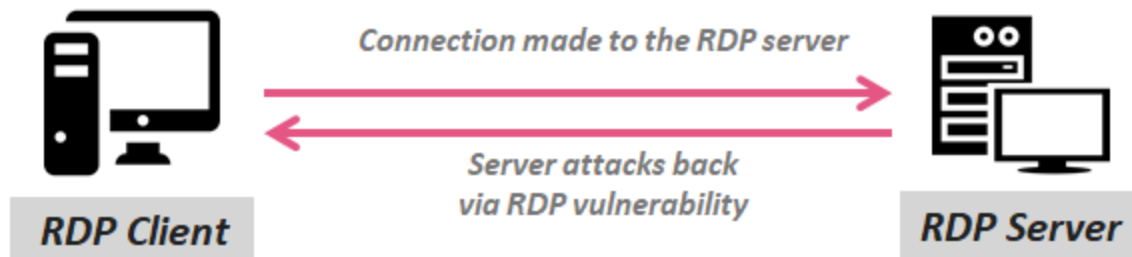 Connection made to the RDP server
Server attacks back
via RDP vulnerability
RDP Client
RDP Server